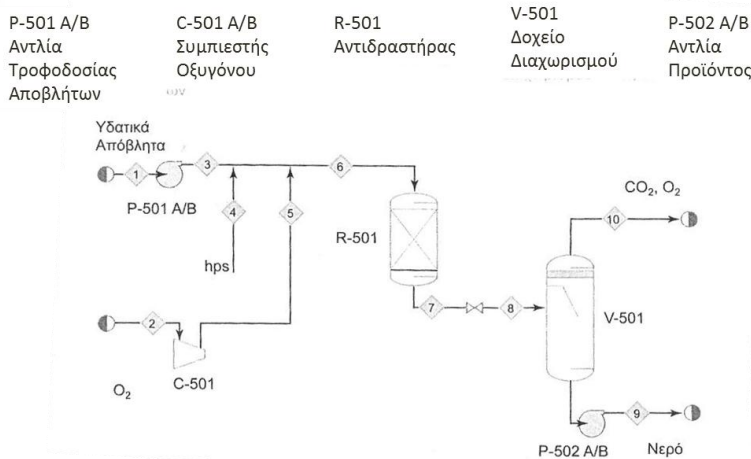 P-501 A/B
Αντλία
Τροφοδοσίας
Αποβλήτων
C-501 A/B
Συμπιεστής
Οξυγόνου
R-501
Αντιδραστήρας
V-501
Δοχείο
Διαχωρισμού
P-502 A/B
Αντλία
Προϊόντος
Υδατικά
Απόβλητα
1
3
6
P-501 A/B
4
5
hps
R-501
CO₂, O₂
10
7
8
V-501
2
C-501
O₂
9
P-502 A/B
Νερό